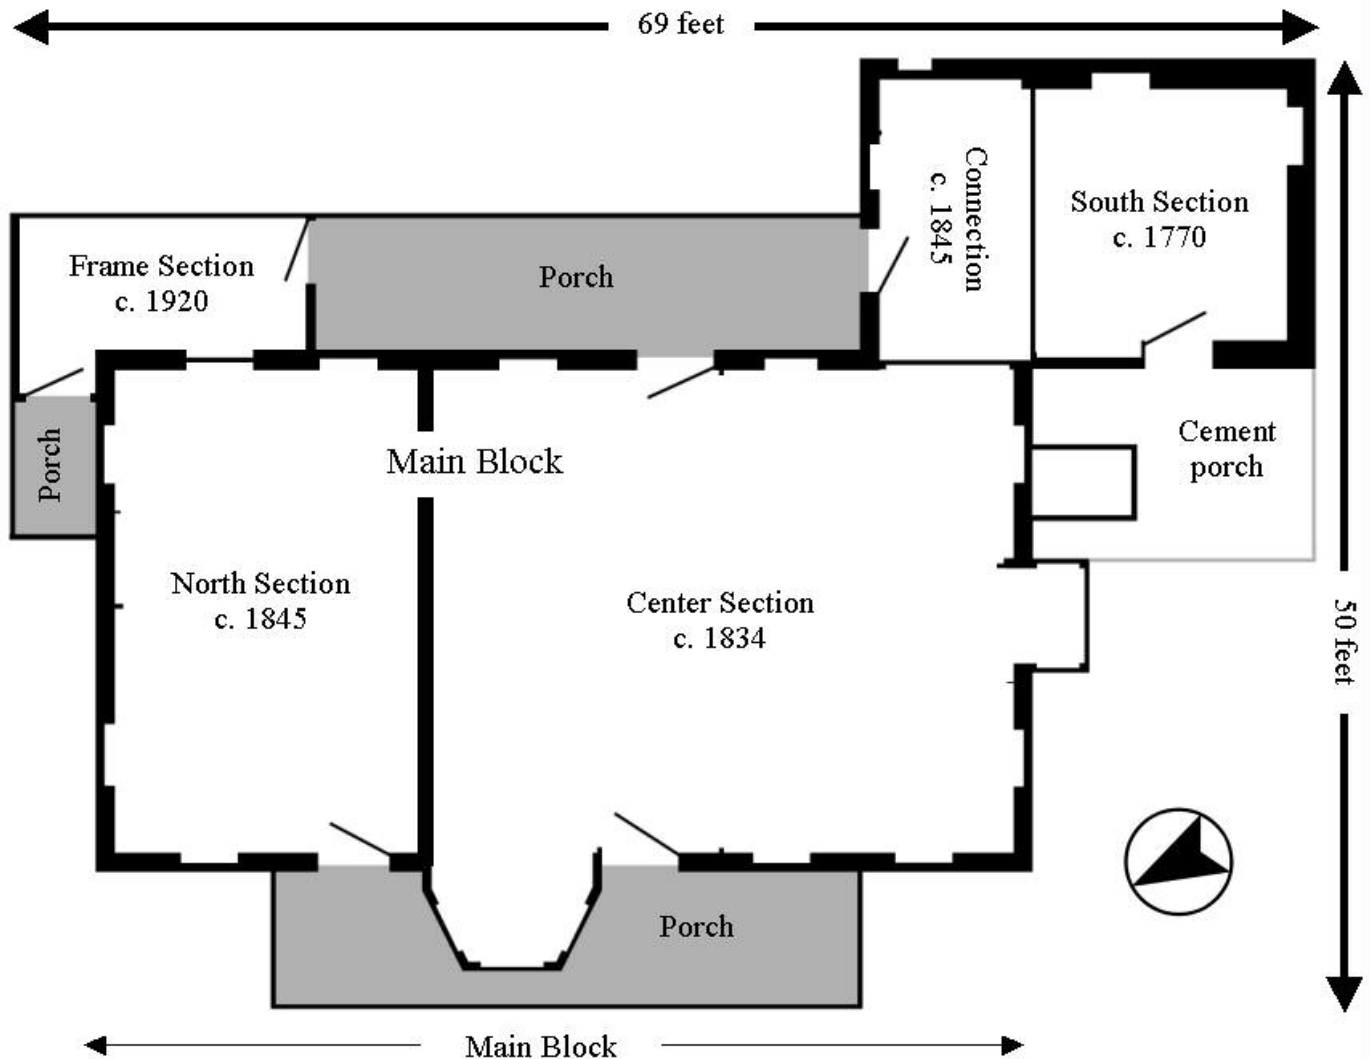 69 feet
Connection
c. 1845
South Section
c. 1770
Frame Section
c. 1920
Porch
Porch
Cement
porch
Main Block
North Section
c. 1845
Center Section
c. 1834
50 feet
Porch
Main Block